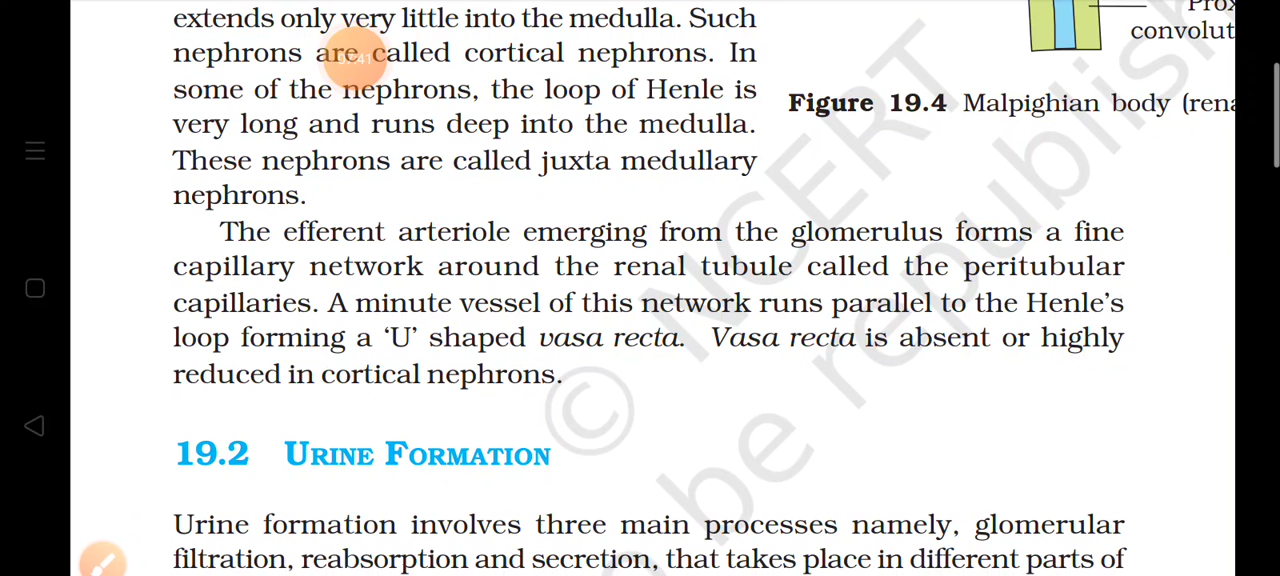 extends only very little into the medulla. Such
nephrons are called cortical nephrons. In
some of the nephrons, the loop of Henle is
very long and runs deep into the medulla.
These nephrons are called juxta medullary
nephrons.
Prox
convolut
Figure 19.4 Malpighian body (rena
The efferent arteriole emerging from the glomerulus forms a fine
capillary network around the renal tubule called the peritubular
capillaries. A minute vessel of this network runs parallel to the Henle's
loop forming a ‘U’ shaped vasa recta. Vasa recta is absent or highly
reduced in cortical nephrons.
19.2 URINE FORMATION
Urine formation involves three main processes namely, glomerular
filtration, reabsorption and secretion, that takes place in different parts of
© NCERT
be republish